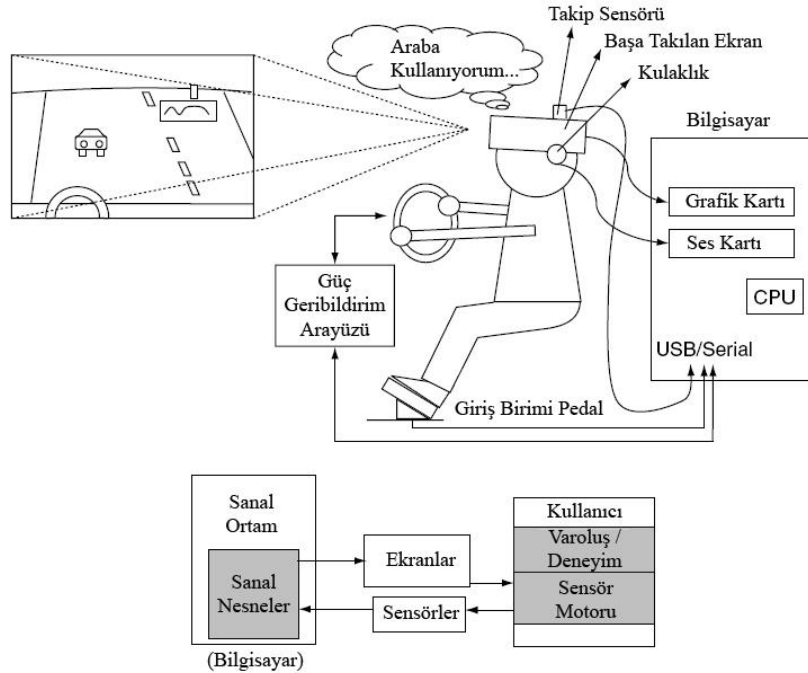 Takip Sensörü
Araba
Kullanıyorum...
Başa Takılan Ekran
Kulaklık
Bilgisayar
Grafik Kartı
Ses Kartı
CPU
USB/Serial
Güç
Geribildirim
Arayüzü
Giriş Birimi Pedal
Sanal
Ortam
Sanal
Nesneler
(Bilgisayar)
Ekranlar
Sensörler
Kullanıcı
Varoluş /
Deneyim
Sensör
Motoru